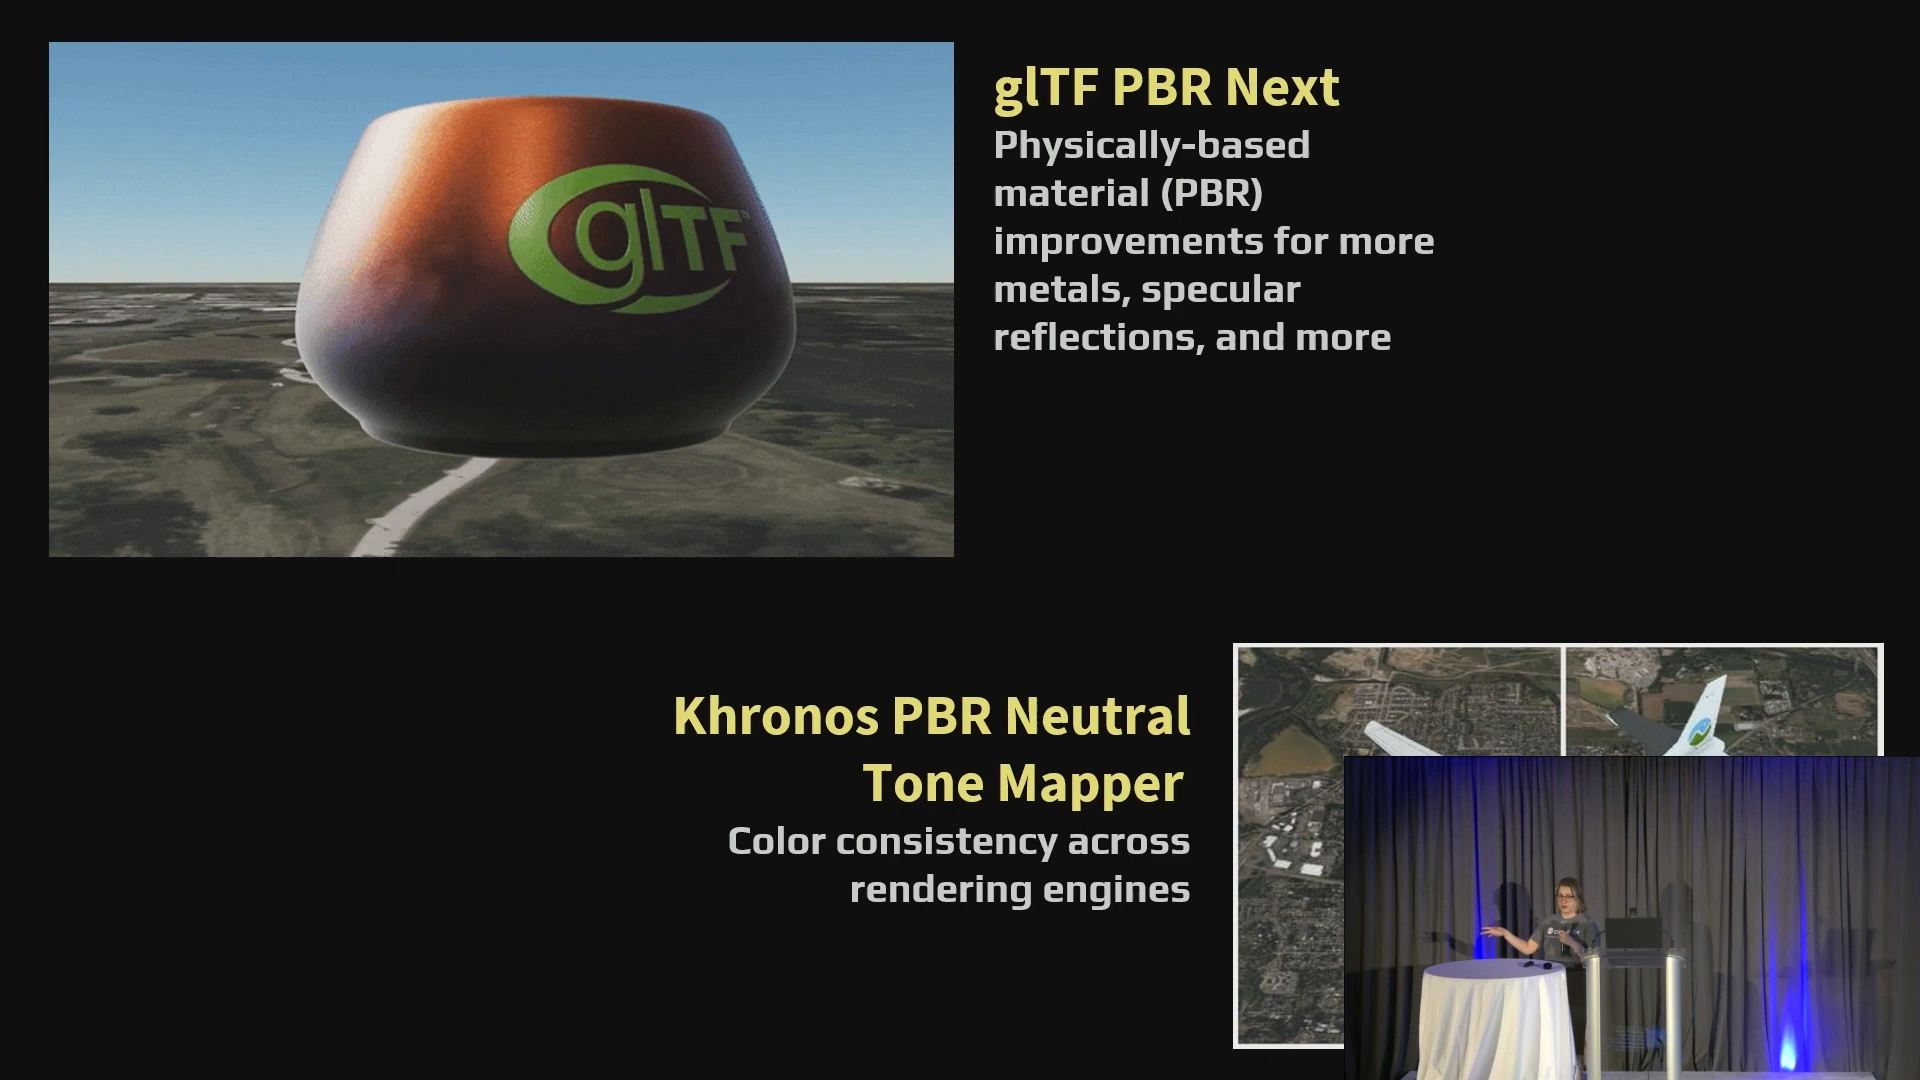 glTF™
glTF PBR Next
Physically-based
material (PBR)
improvements for more
metals, specular
reflections, and more
Khronos PBR Neutral
Tone Mapper
Color consistency across
rendering engines